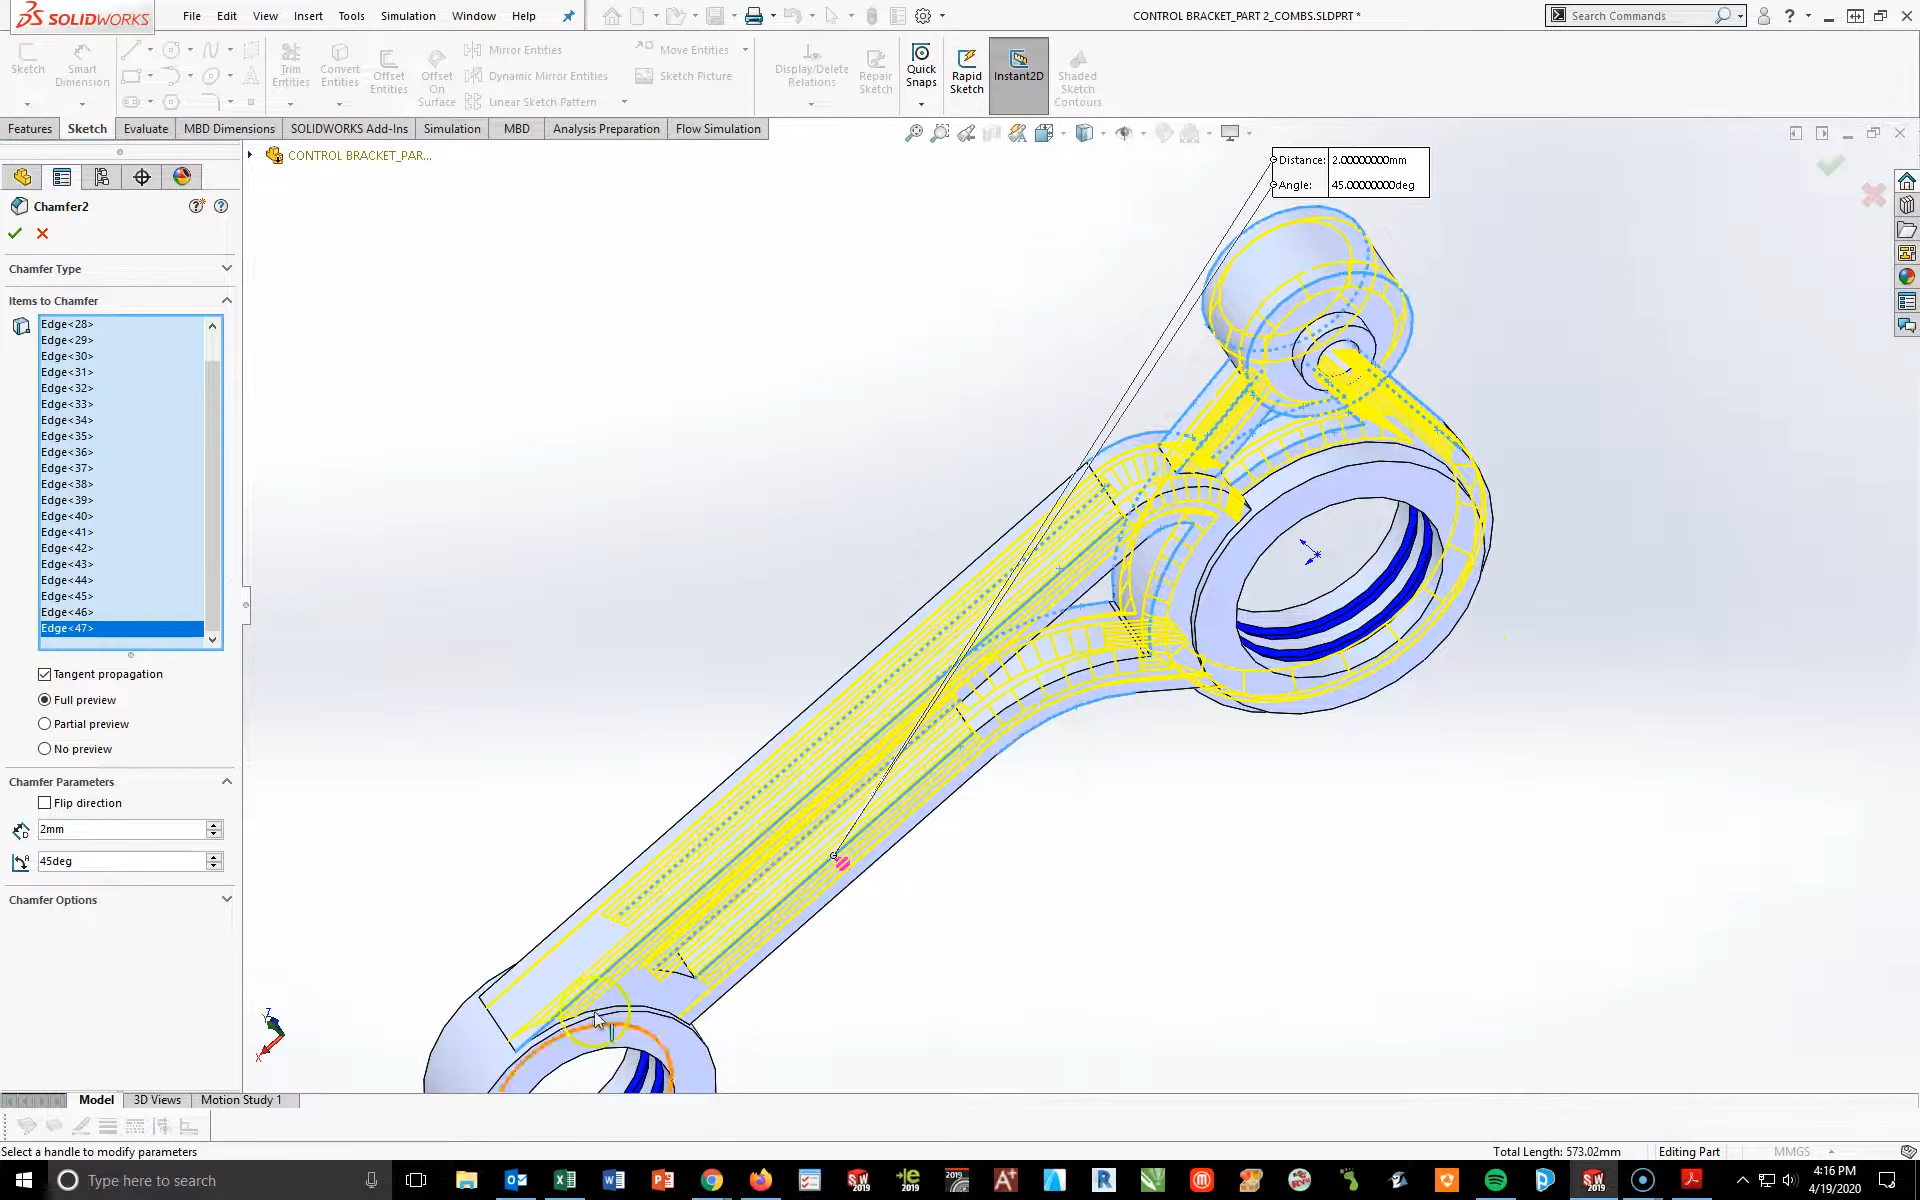 SOLIDWORKS
File Edit View Insert Tools Simulation Window Help
CONTROL BRACKET_PART 2_COMBS.SLDPRT *
Search Commands
Sketch
Smart Dimension
Trim Entities
Convert Entities
Offset Entities
Offset On Surface
Mirror Entities
Dynamic Mirror Entities
Linear Sketch Pattern
Move Entities
Sketch Picture
Display/Delete Relations
Repair Sketch
Quick Snaps
Rapid Sketch
Instant2D
Shaded Sketch Contours
Features Sketch Evaluate MBD Dimensions SOLIDWORKS Add-Ins Simulation MBD Analysis Preparation Flow Simulation
CONTROL BRACKET_PAR...
Distance: 2.00000000mm
Angle: 45.00000000deg
Chamfer2
Chamfer Type
Items to Chamfer
Edge<28>
Edge<29>
Edge<30>
Edge<31>
Edge<32>
Edge<33>
Edge<34>
Edge<35>
Edge<36>
Edge<37>
Edge<38>
Edge<39>
Edge<40>
Edge<41>
Edge<42>
Edge<43>
Edge<44>
Edge<45>
Edge<46>
Edge<47>
Tangent propagation
Full preview
Partial preview
No preview
Chamfer Parameters
Flip direction
2mm
45deg
Chamfer Options
Z
X
Model 3D Views Motion Study 1
Select a handle to modify parameters
Total Length: 573.02mm Editing Part MMGS
Type here to search
4:16 PM
4/19/2020